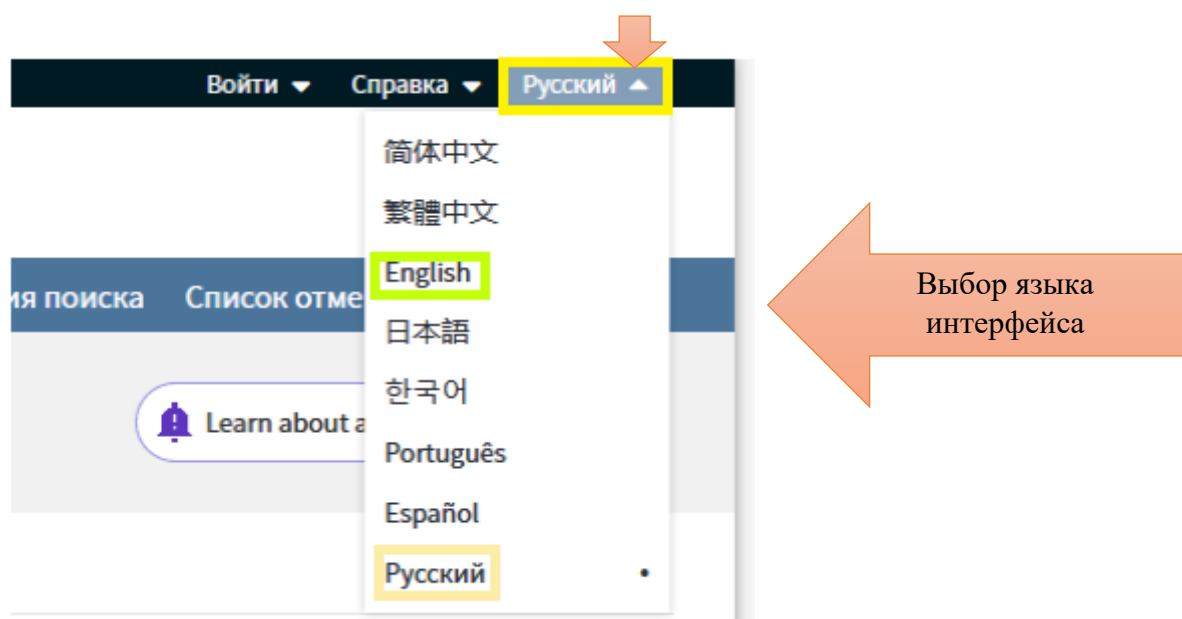 Войти Справка Русский
简体中文
繁體中文
English
ия поиска Список отме
日本語
한국어
Learn about a
Português
Español
Русский •
Выбор языка
интерфейса